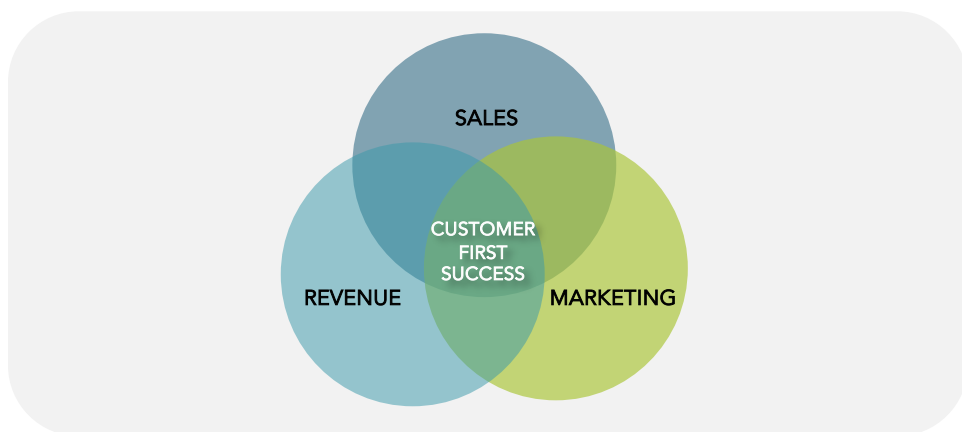 SALES
CUSTOMER
FIRST
SUCCESS
REVENUE
MARKETING